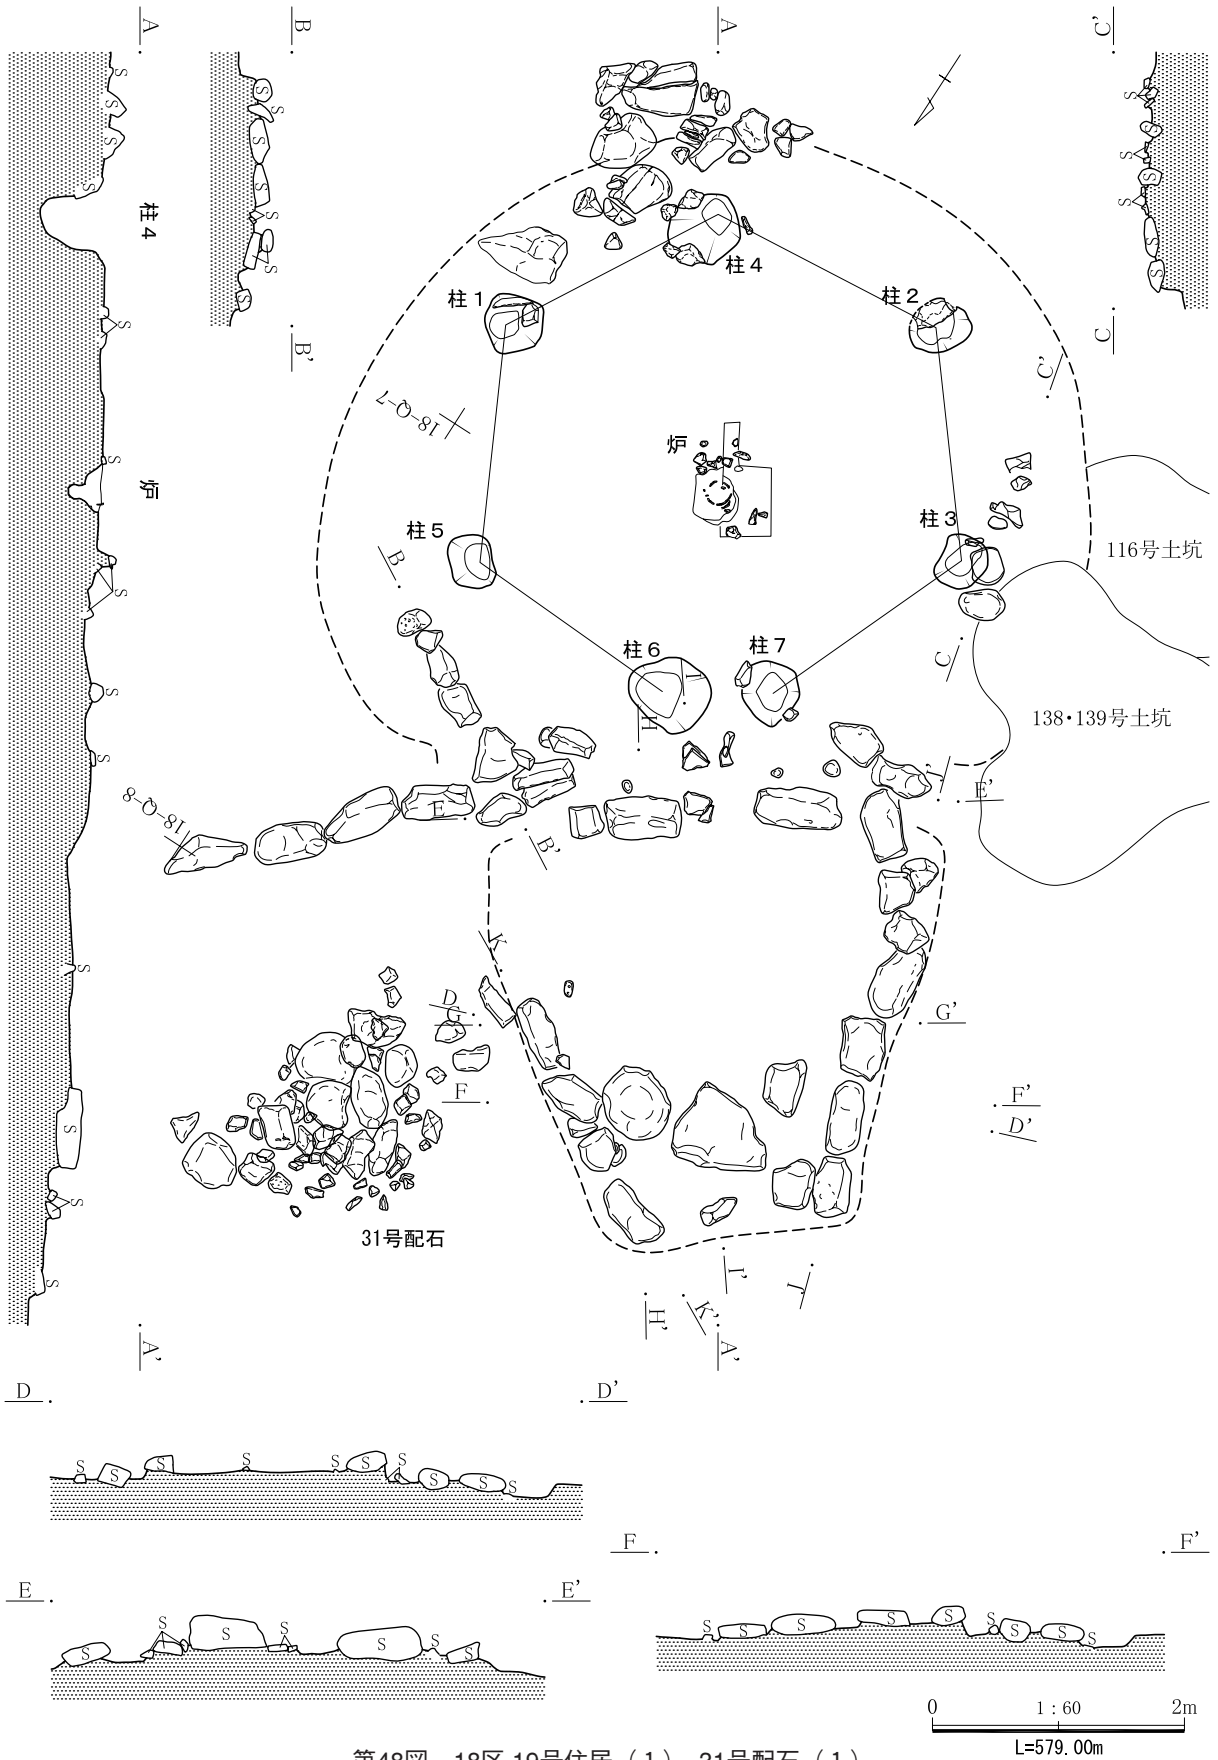 A
B
A
C'
柱4
B'
C
柱4
柱1
柱2
C'
18-Q-7
炉
炉
柱5
柱3
116号土坑
B
柱6
柱7
I
H
C
138・139号土坑
J'
E'
18-Q-8
E
B'
K
D
G
G'
F
F'
D'
31号配石
I'
J
H'
K'
A'
A'
D
D'
S S S S S S S S S S
F
F'
E
E'
S S S S S S S
S S S S S S S S S
0 1:60 2m
L=579.00m
第48図 18区 19号住居(1)、31号配石(1)